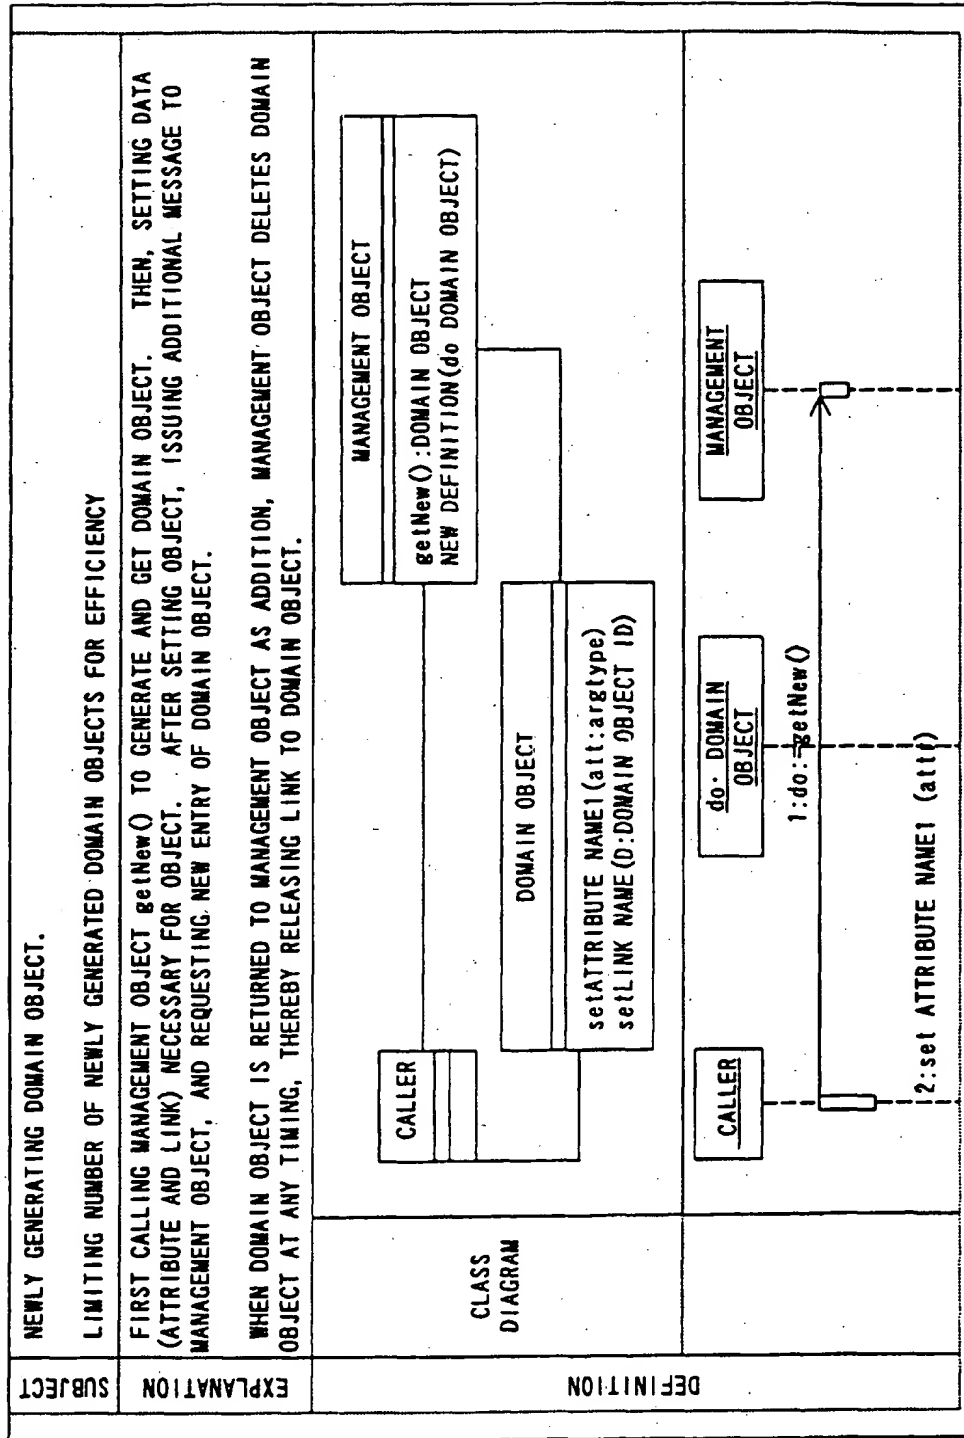 SUBJECT
NEWLY GENERATING DOMAIN OBJECT.
LIMITING NUMBER OF NEWLY GENERATED DOMAIN OBJECTS FOR EFFICIENCY
EXPLANATION
FIRST CALLING MANAGEMENT OBJECT getNew() TO GENERATE AND GET DOMAIN OBJECT. THEN, SETTING DATA
(ATTRIBUTE AND LINK) NECESSARY FOR OBJECT. AFTER SETTING OBJECT, ISSUING ADDITIONAL MESSAGE TO
MANAGEMENT OBJECT, AND REQUESTING NEW ENTRY OF DOMAIN OBJECT.
WHEN DOMAIN OBJECT IS RETURNED TO MANAGEMENT OBJECT AS ADDITION, MANAGEMENT OBJECT DELETES DOMAIN
OBJECT AT ANY TIMING, THEREBY RELEASING LINK TO DOMAIN OBJECT.
DEFINITION
CLASS
DIAGRAM
CALLER
MANAGEMENT OBJECT
getNew():DOMAIN OBJECT
NEW DEFINITION(do DOMAIN OBJECT)
DOMAIN OBJECT
setATTRIBUTE NAME1(att:argtype)
setLINK NAME(D:DOMAIN OBJECT ID)
CALLER
do· DOMAIN
OBJECT
MANAGEMENT
OBJECT
1:do:=getNew()
2:set ATTRIBUTE NAME1 (attr)